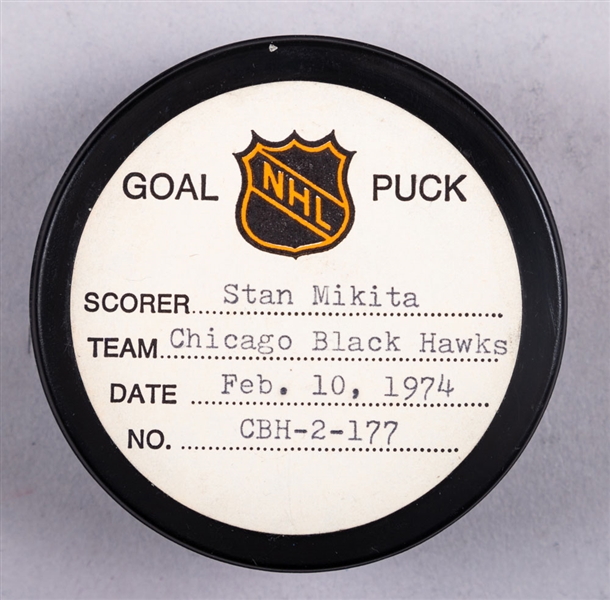 GOAL NHL PUCK
SCORER Stan Mikita
TEAM Chicago Black Hawks
DATE Feb. 10, 1974
NO. CBH-2-177